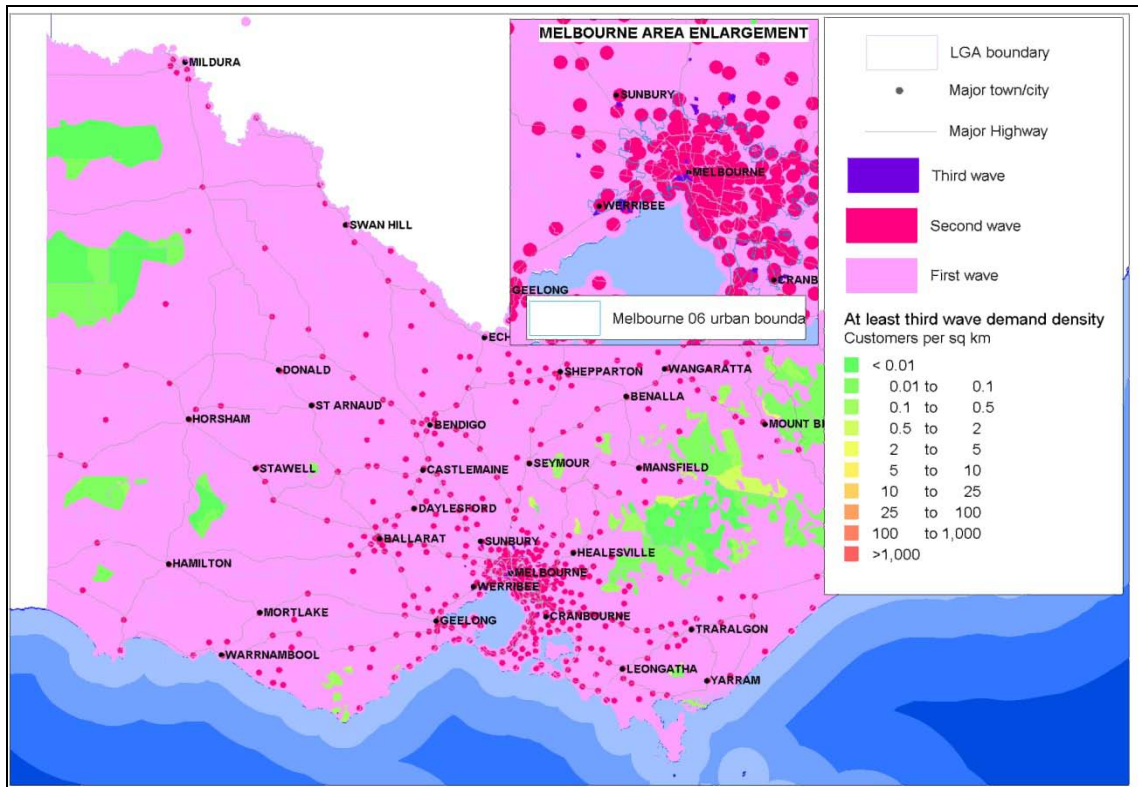 MELBOURNE AREA ENLARGEMENT
SUNBURY
MELBOURNE
WERRIBEE
CRANB
GEELONG
Melbourne 06 urban bounda
MILDURA
SWAN HILL
ECH
SHEPPARTON
WANGARATTA
DONALD
BENALLA
ST ARNAUD
HORSHAM
BENDIGO
MOUNT BE
STAWELL
CASTLEMAINE
SEYMOUR
MANSFIELD
DAYLESFORD
BALLARAT
SUNBURY
HEALESVILLE
HAMILTON
MELBOURNE
WERRIBEE
MORTLAKE
GEELONG
CRANBOURNE
TRARALGON
WARRNAMBOOL
LEONGATHA
YARRAM
LGA boundary
Major town/city
Major Highway
Third wave
Second wave
First wave
At least third wave demand density
Customers per sq km
< 0.01
0.01 to 0.1
0.1 to 0.5
0.5 to 2
2 to 5
5 to 10
10 to 25
25 to 100
100 to 1,000
>1,000